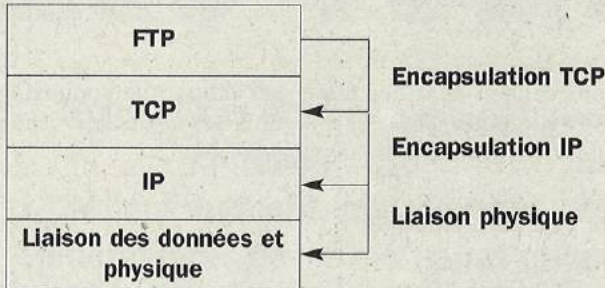 FTP
Encapsulation TCP
TCP
Encapsulation IP
IP
Liaison physique
Liaison des données et
physique